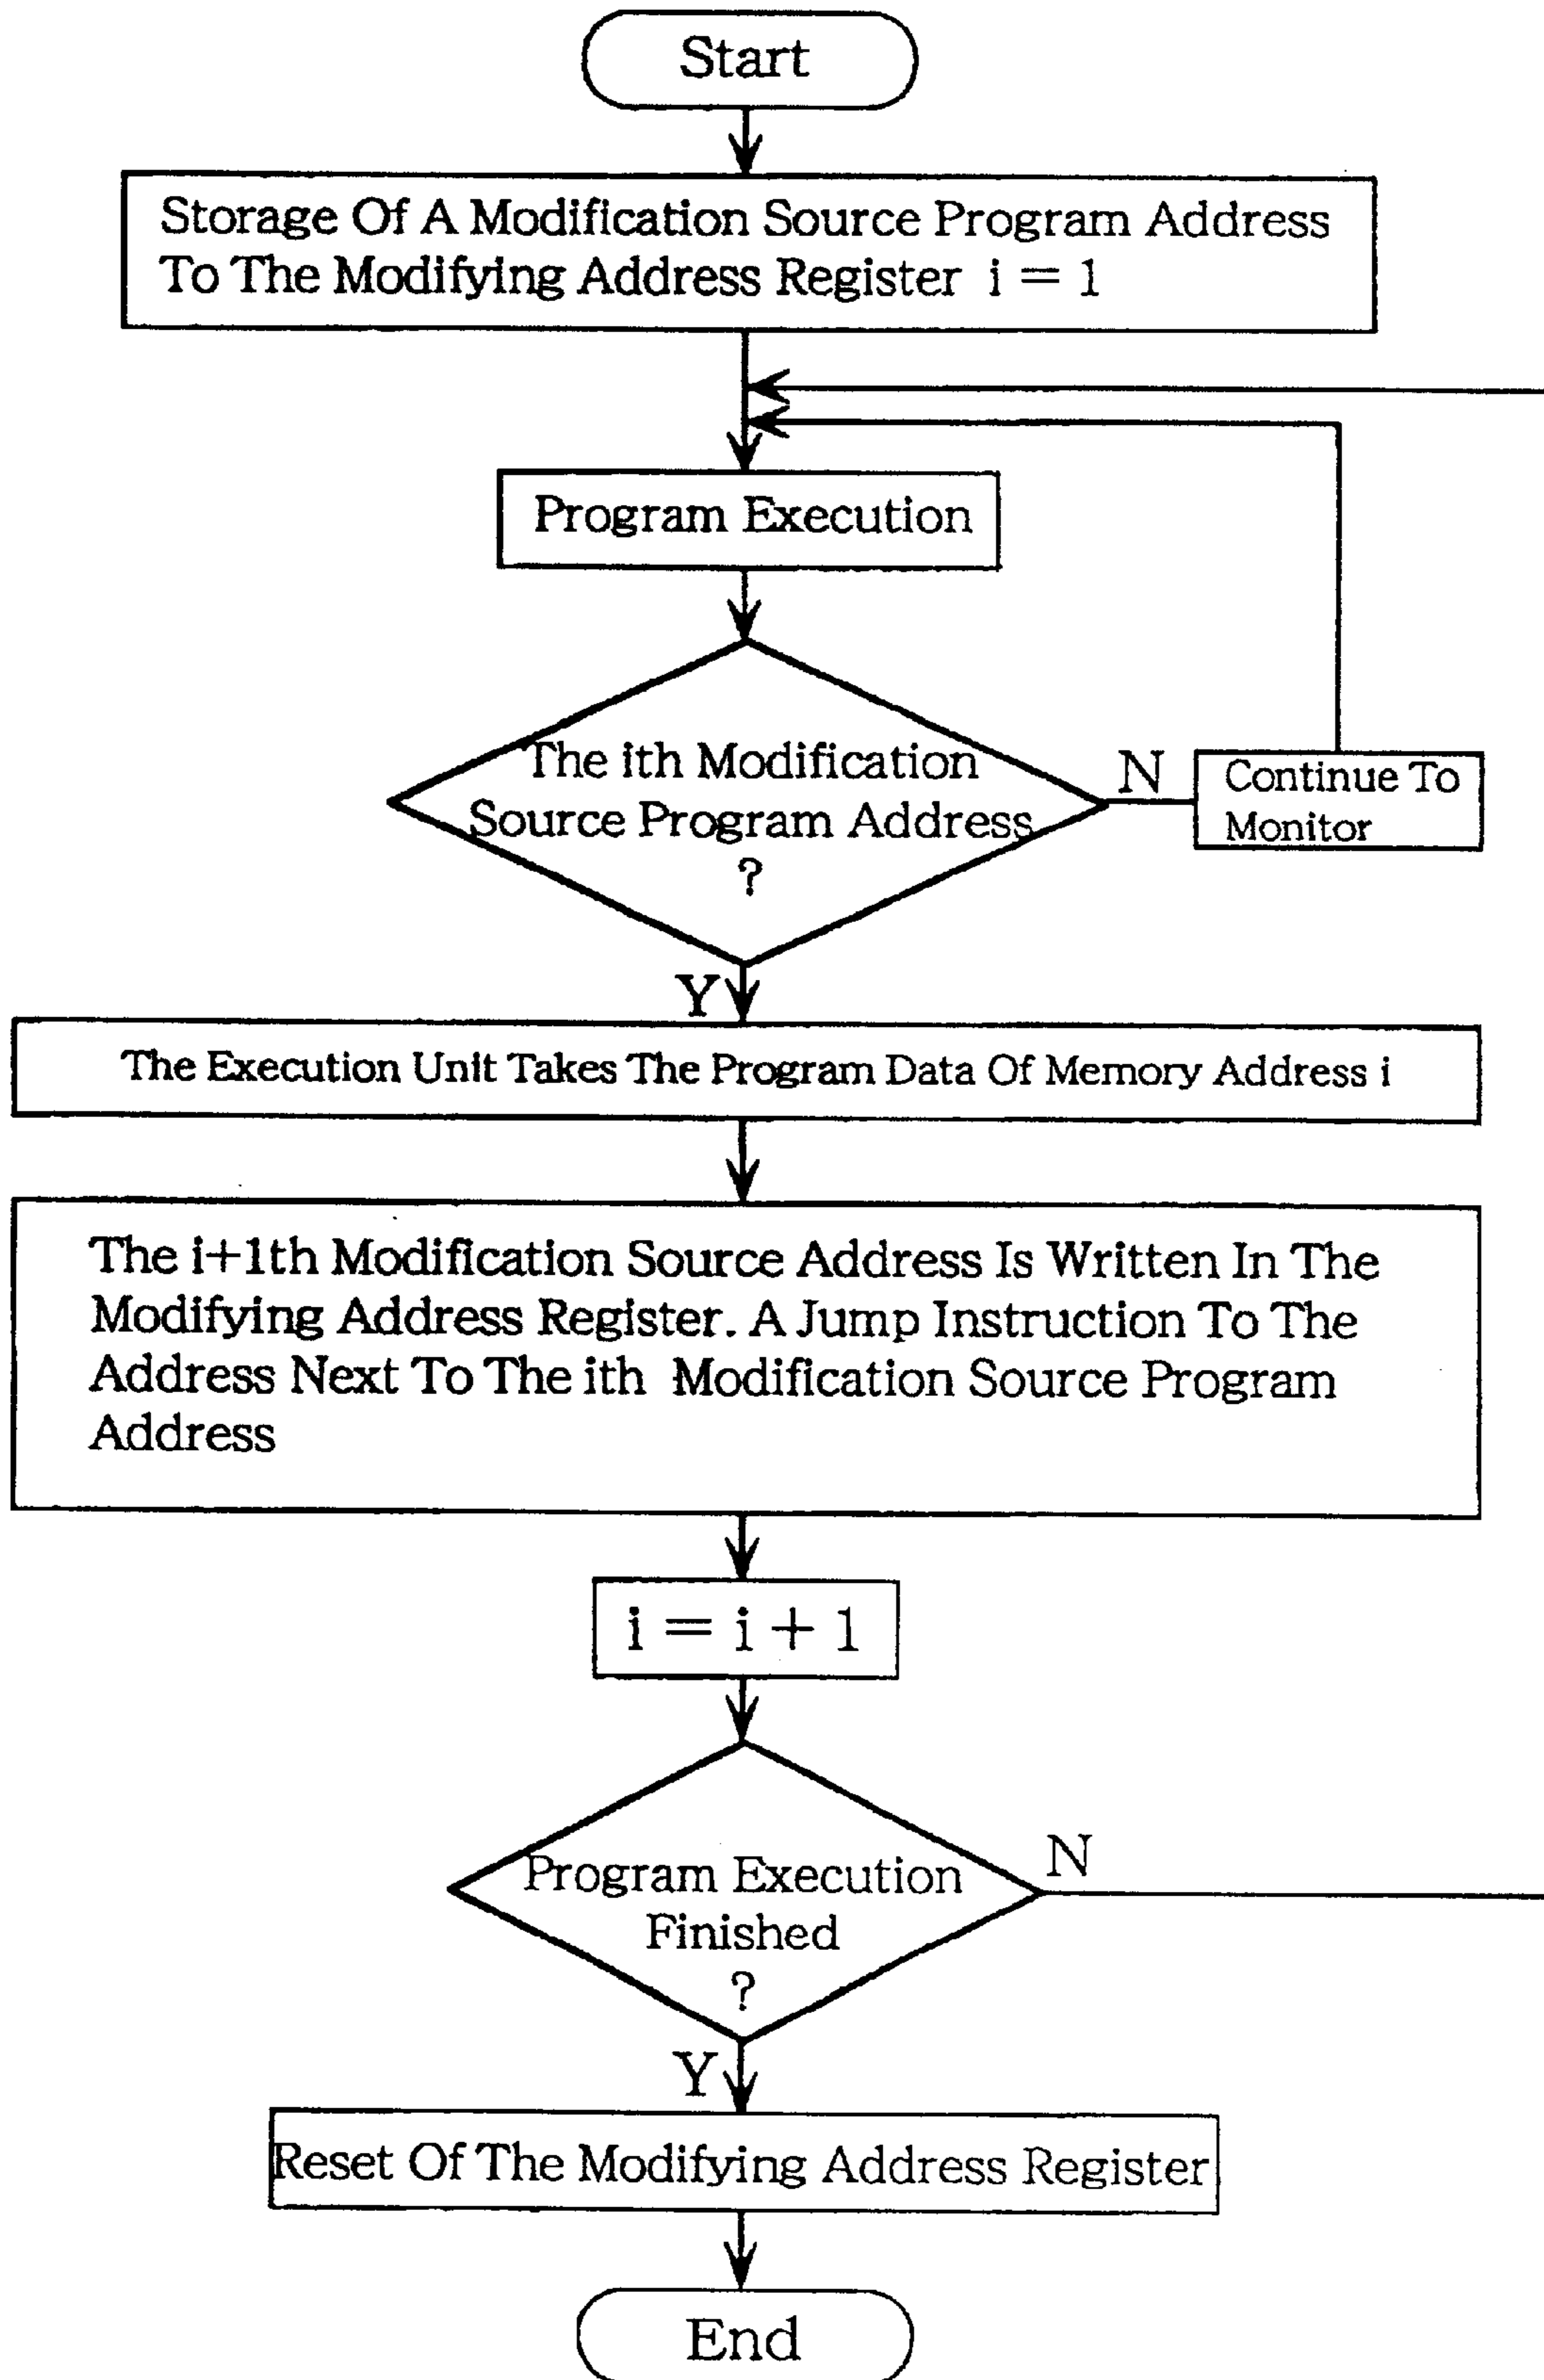 Start
Storage Of A Modification Source Program Address
To The Modifying Address Register i = 1
Program Execution
The ith Modification
Source Program Address
?
N
Continue To
Monitor
Y
The Execution Unit Takes The Program Data Of Memory Address i
The i+1th Modification Source Address Is Written In The
Modifying Address Register. A Jump Instruction To The
Address Next To The ith Modification Source Program
Address
i = i + 1
Program Execution
Finished
?
N
Y
Reset Of The Modifying Address Register
End